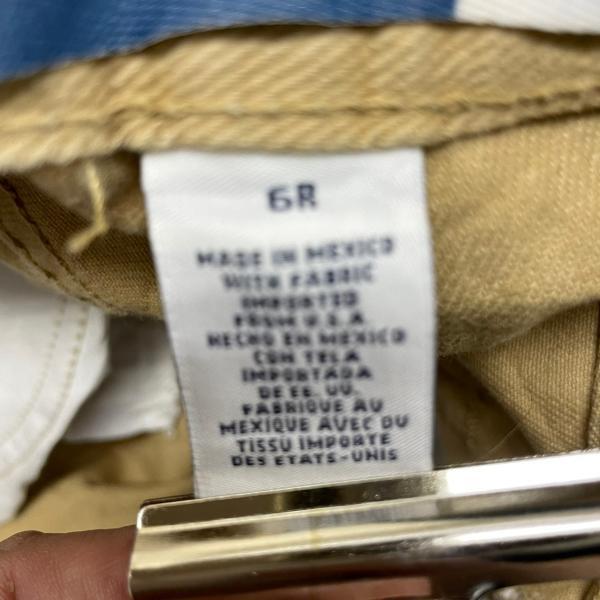 6R
MADE IN MEXICO
WITH FABRIC
IMPORTED
FROM U.S.A.
HECHO EN MEXICO
CON TELA
IMPORTADA
DE EE. UU.
FABRIQUE AU
MEXIQUE AVEC DU
TISSU IMPORTE
DES ETATS-UNIS